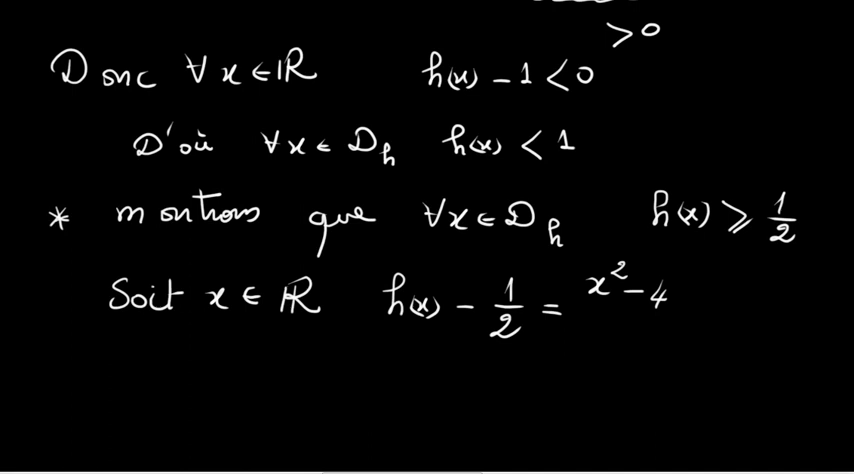 > 0
Donc ∀x∈ℝ h(x) - 1 < 0
D'où ∀x∈D_h h(x) < 1
* montrons que ∀x∈D_h h(x) ⩾ 1/2
Soit x∈ℝ h(x) - 1/2 = x² - 4